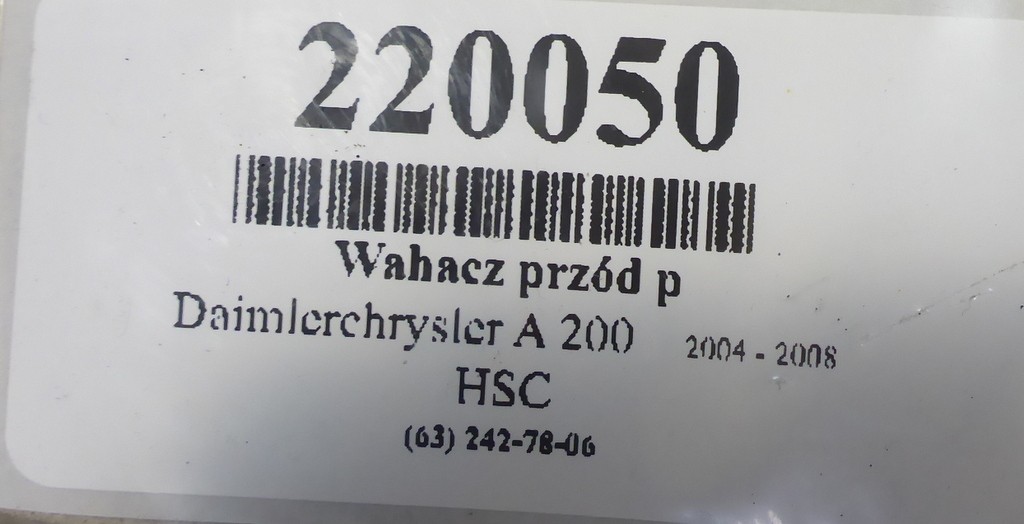 220050
Wahacz przód p
Daimlerchrysler A 200 2004 - 2008
HSC
(63) 242-78-06